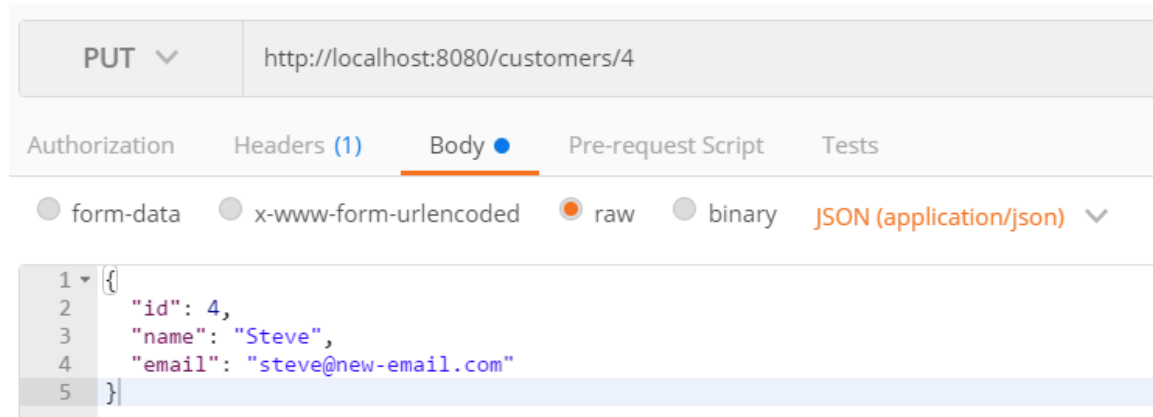 PUT http://localhost:8080/customers/4
Authorization Headers (1) Body Pre-request Script Tests
form-data x-www-form-urlencoded raw binary JSON (application/json)
1 {
2 "id": 4,
3 "name": "Steve",
4 "email": "steve@new-email.com"
5 }